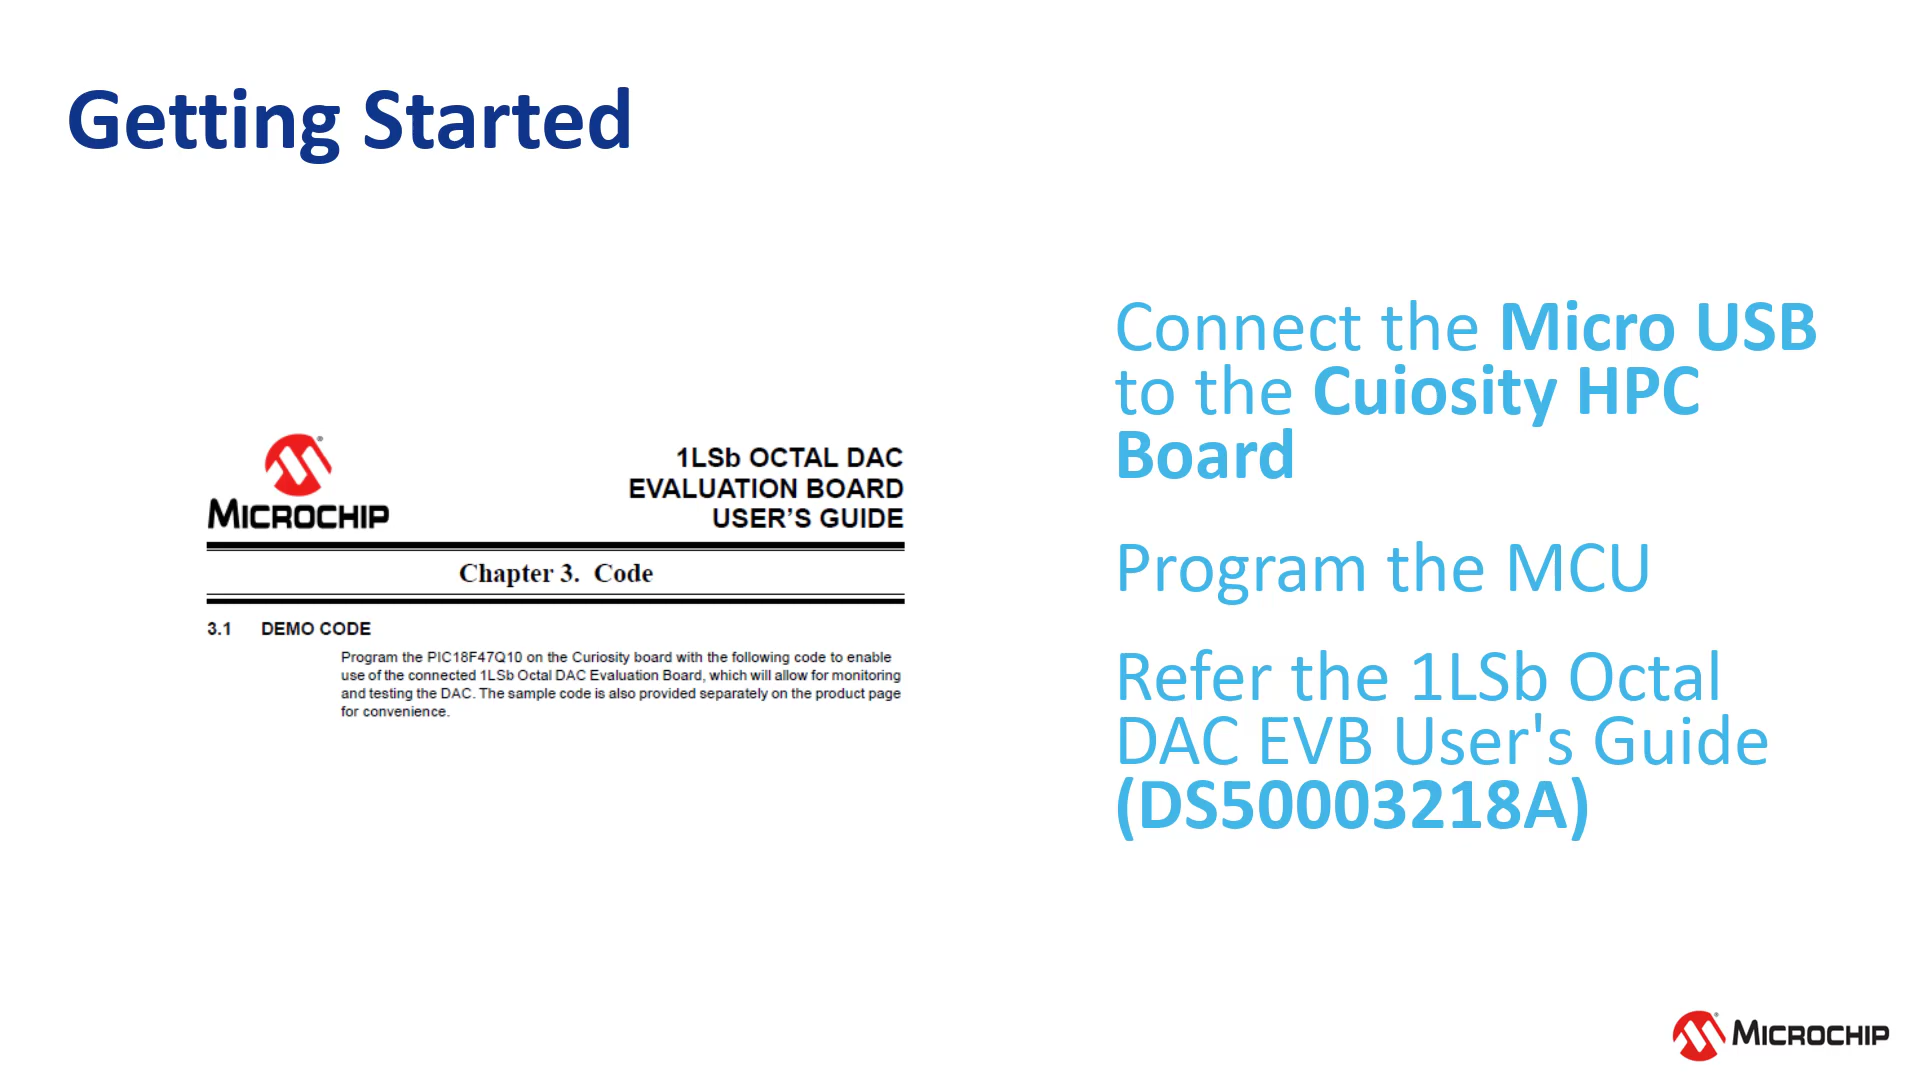 Getting Started
MICROCHIP
1LSb OCTAL DAC
EVALUATION BOARD
USER’S GUIDE
Chapter 3. Code
3.1 DEMO CODE
Program the PIC18F47Q10 on the Curiosity board with the following code to enable
use of the connected 1LSb Octal DAC Evaluation Board, which will allow for monitoring
and testing the DAC. The sample code is also provided separately on the product page
for convenience.
Connect the Micro USB
to the Cuiosity HPC
Board
Program the MCU
Refer the 1LSb Octal
DAC EVB User's Guide
(DS50003218A)
MICROCHIP